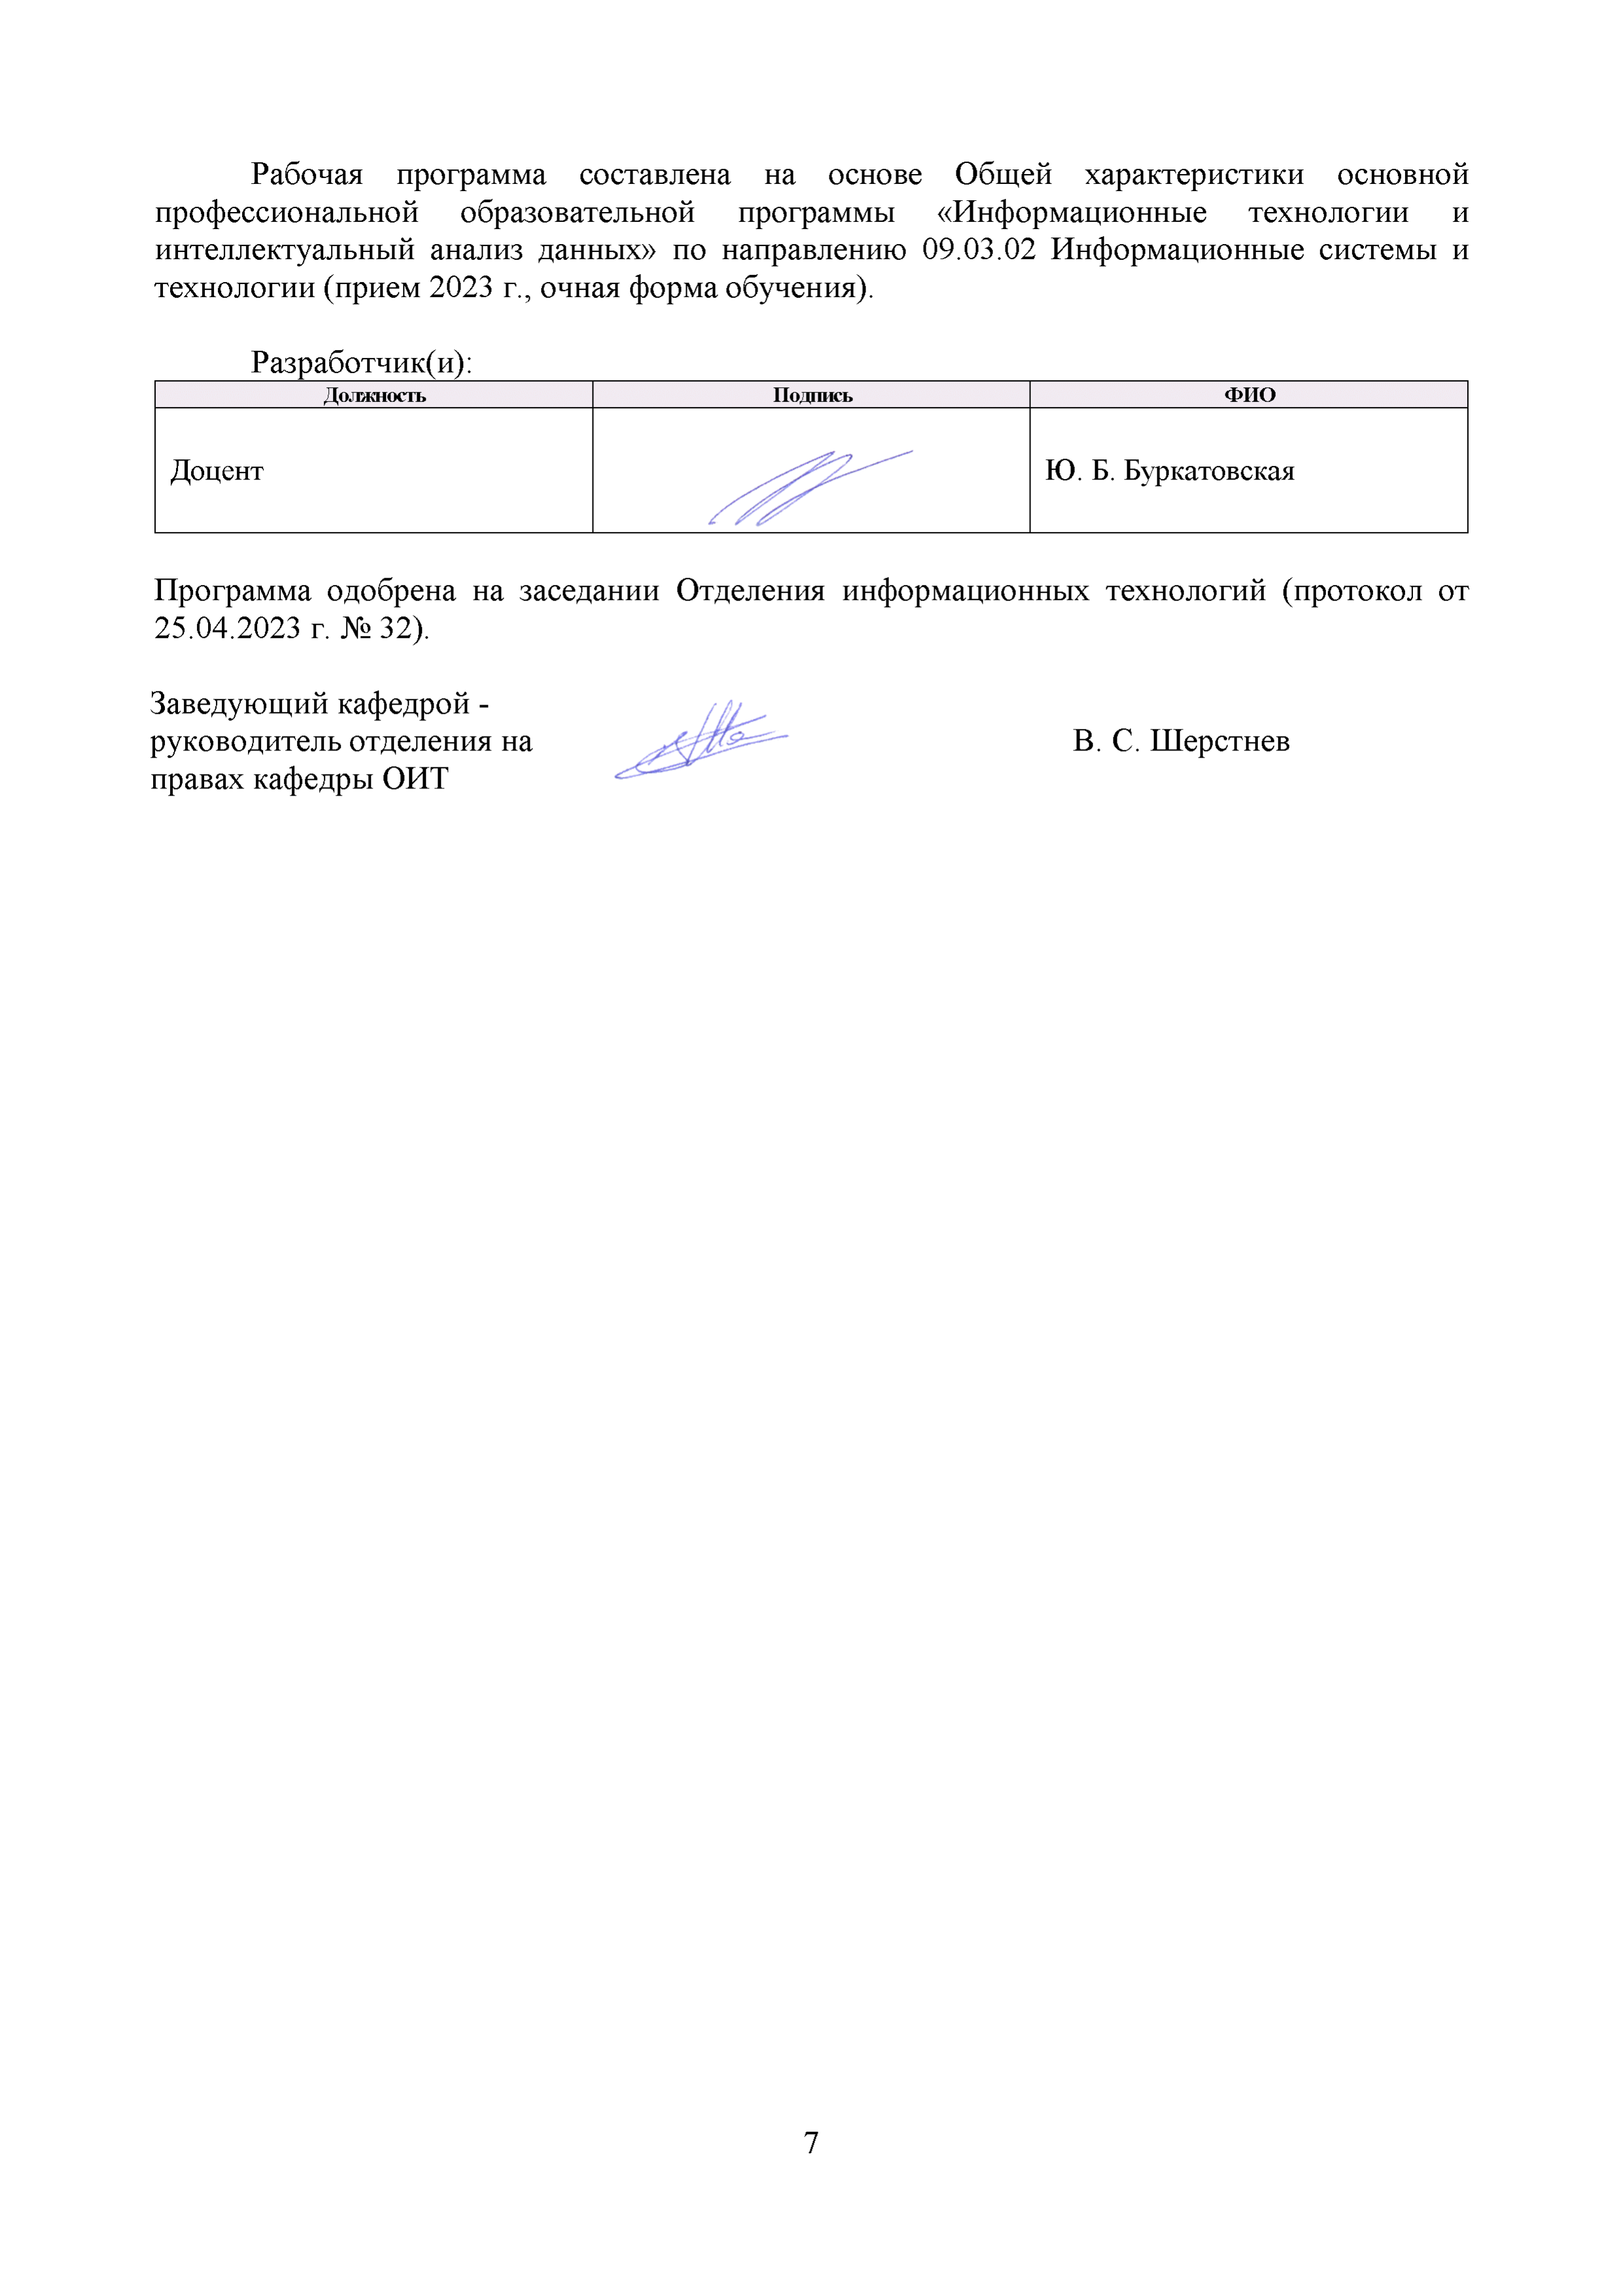 Рабочая программа составлена на основе Общей характеристики основной
профессиональной образовательной программы «Информационные технологии и
интеллектуальный анализ данных» по направлению 09.03.02 Информационные системы и
технологии (прием 2023 г., очная форма обучения).
Разработчик(и):
Должность Подпись ФИО
Доцент Ю. Б. Буркатовская
Программа одобрена на заседании Отделения информационных технологий (протокол от
25.04.2023 г. № 32).
Заведующий кафедрой -
руководитель отделения на В. С. Шерстнев
правах кафедры ОИТ
7